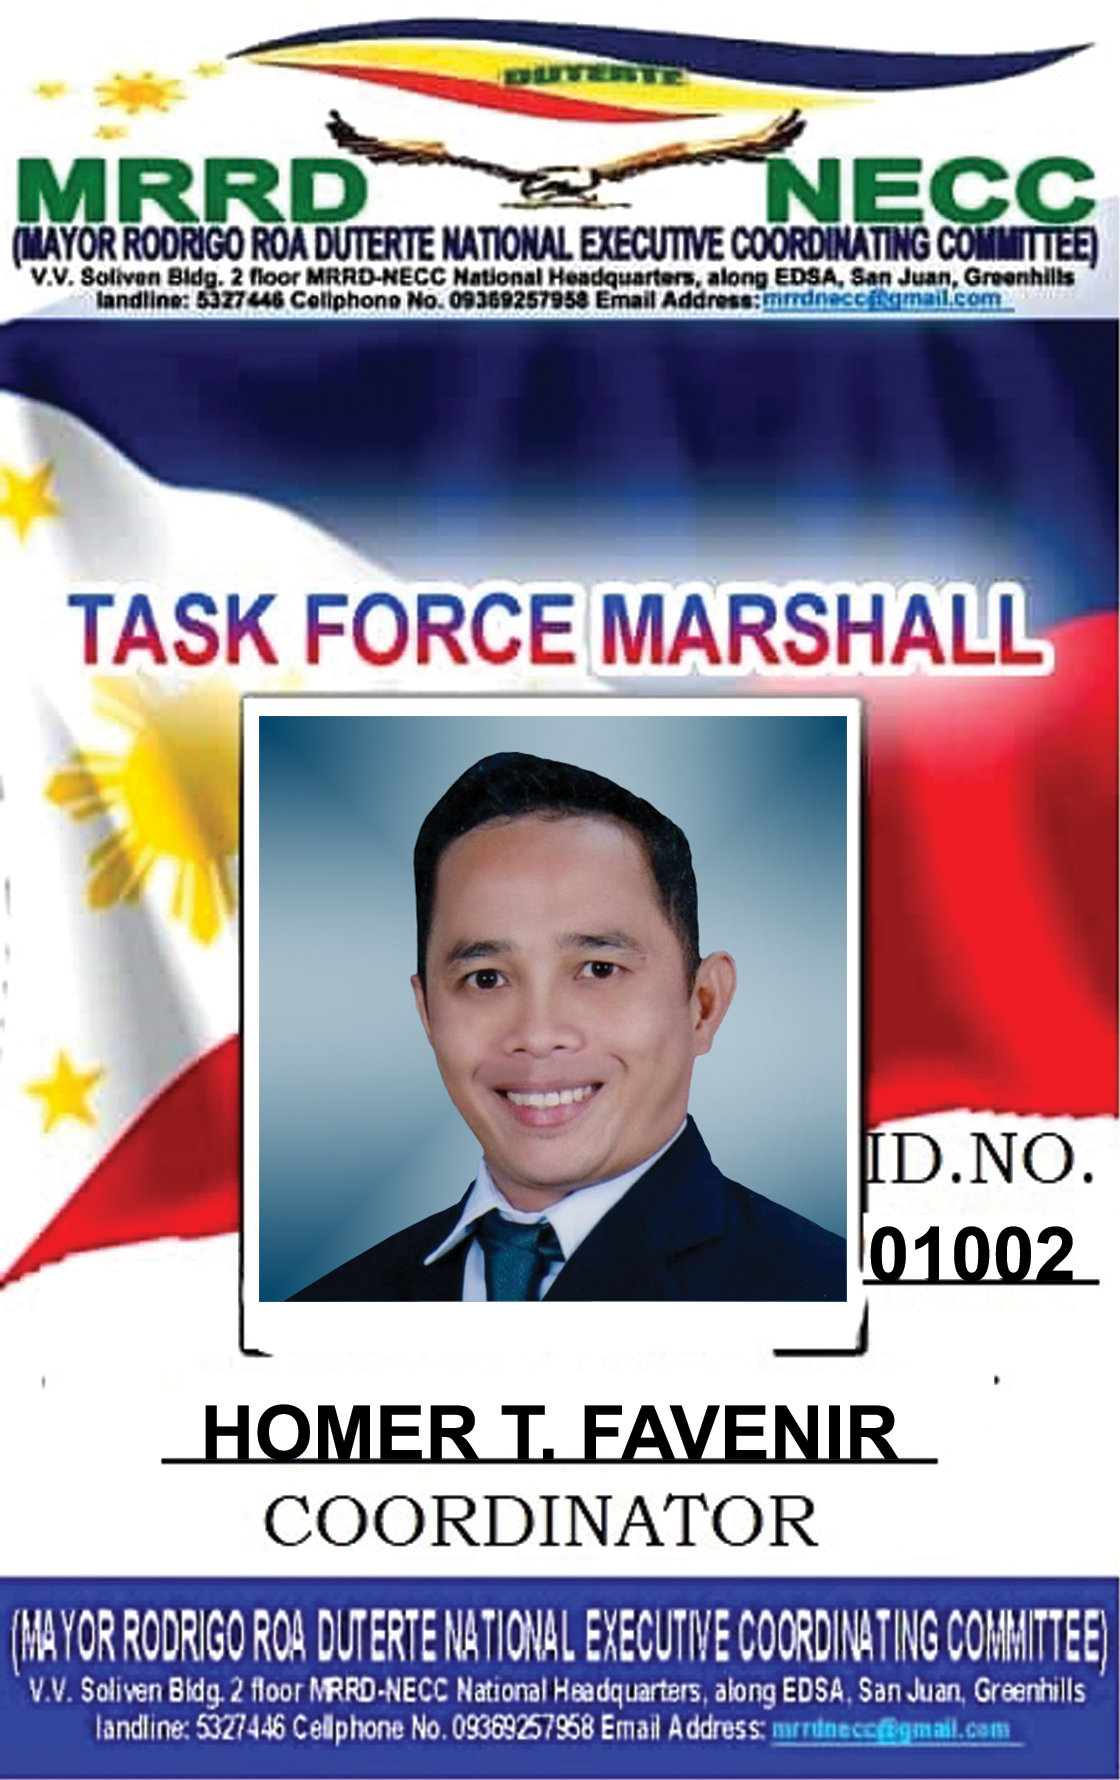 DUTERTE
MRRD NECC
(MAYOR RODRIGO ROA DUTERTE NATIONAL EXECUTIVE COORDINATING COMMITTEE)
V.V. Soliven Bldg. 2 floor MRRD-NECC National Headquarters, along EDSA, San Juan, Greenhills
landline: 5327446 Cellphone No. 09369257958 Email Address: mrrdnecc@gmail.com
TASK FORCE MARSHALL
ID.NO.
01002
HOMER T. FAVENIR
COORDINATOR
(MAYOR RODRIGO ROA DUTERTE NATIONAL EXECUTIVE COORDINATING COMMITTEE)
V.V. Soliven Bldg. 2 floor MRRD-NECC National Headquarters, along EDSA, San Juan, Greenhills
landline: 5327446 Cellphone No. 09369257958 Email Address: mrrdnecc@gmail.com